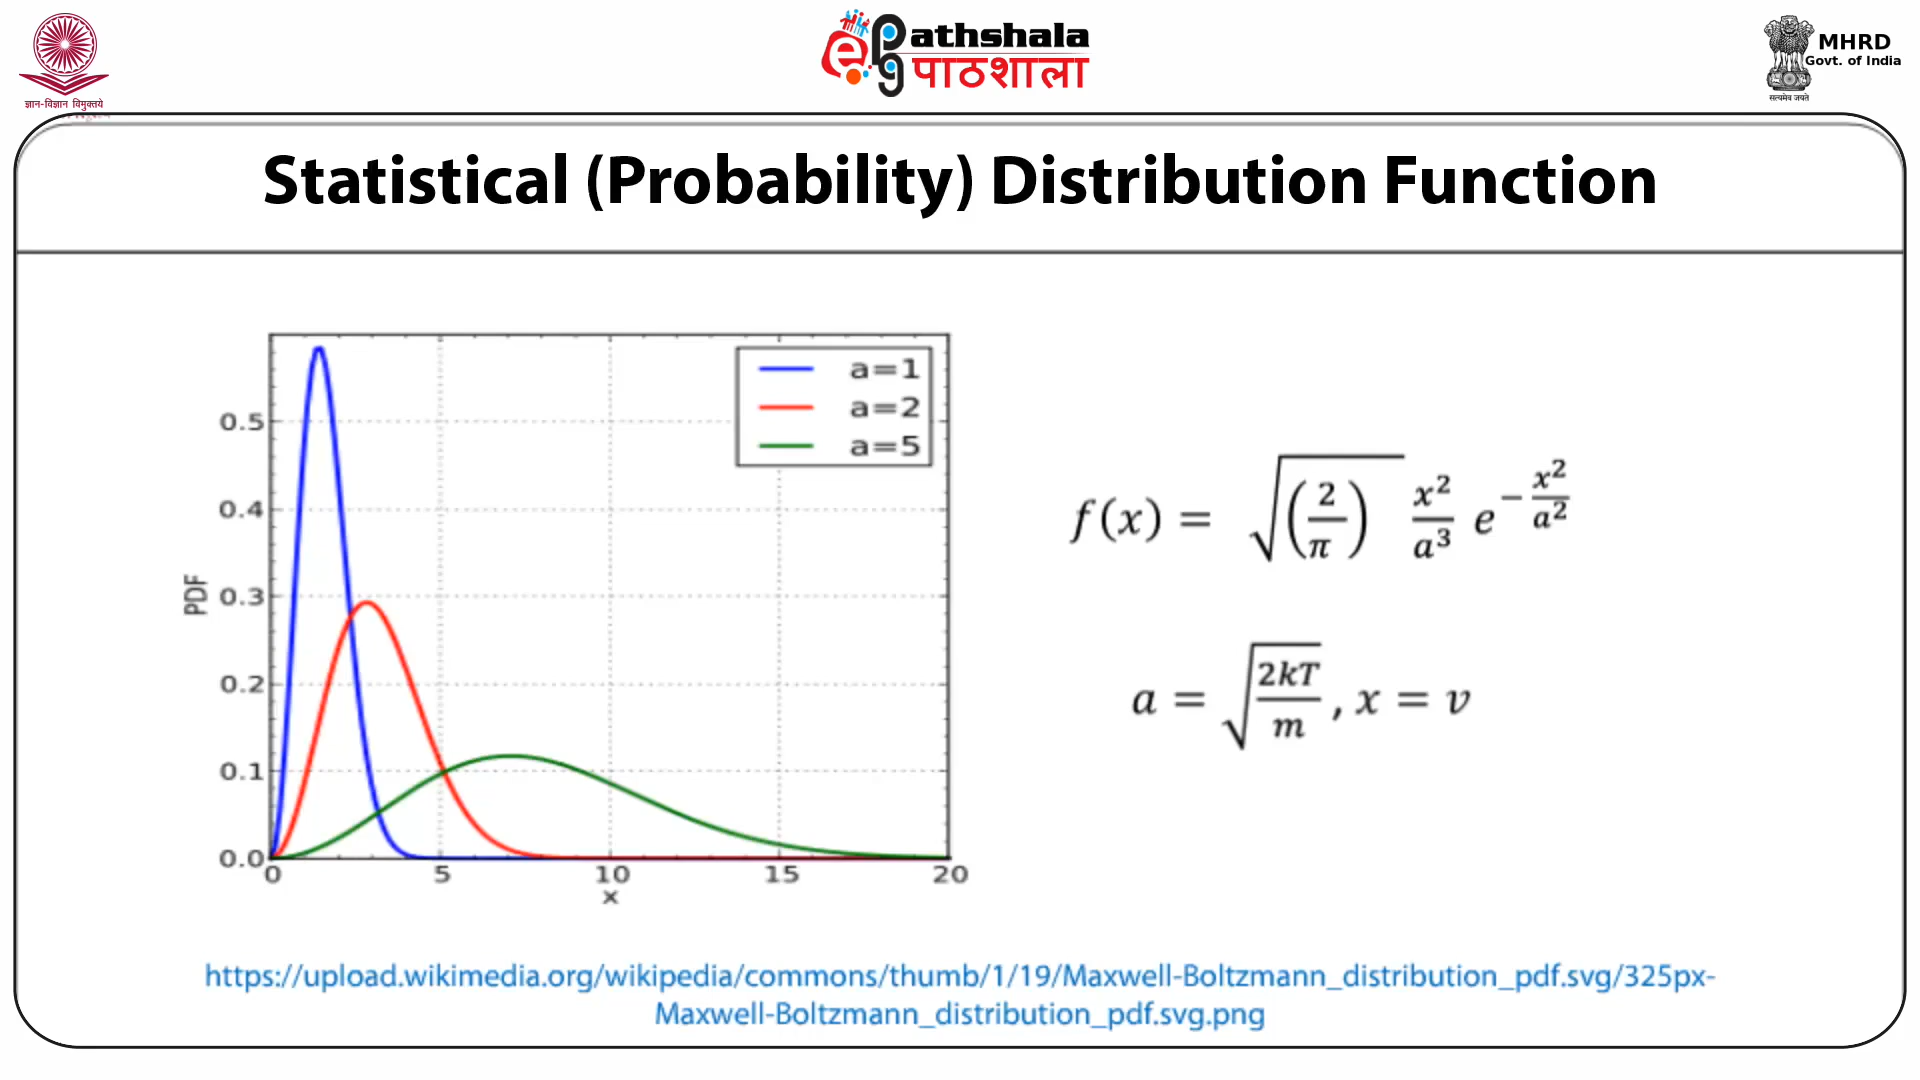 ज्ञान-विज्ञान विमुक्तये
ePathshala
पाठशाला
MHRD
Govt. of India
सत्यमेव जयते
Statistical (Probability) Distribution Function
a=1
a=2
a=5
0.5
0.4
0.3
0.2
0.1
0.0
PDF
0 5 10 15 20
x
f(x) = √(2/π) x²/a³ e^(-x²/a²)
a = √(2kT/m) , x = v
https://upload.wikimedia.org/wikipedia/commons/thumb/1/19/Maxwell-Boltzmann_distribution_pdf.svg/325px-
Maxwell-Boltzmann_distribution_pdf.svg.png